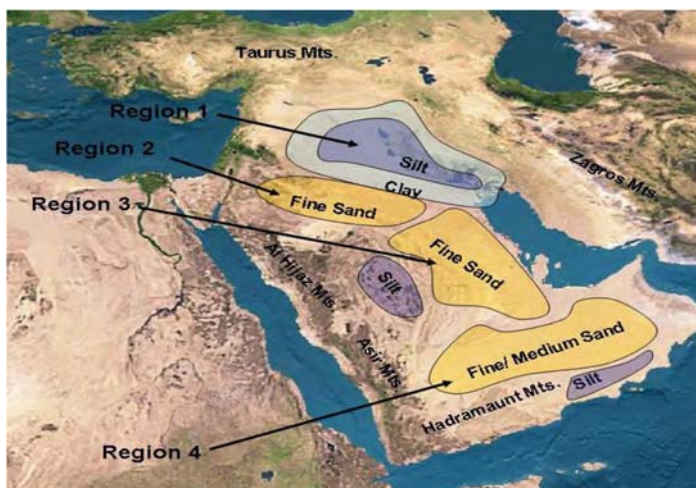 Taurus Mts.
Region 1
Region 2
Silt
Zagros Mts.
Clay
Region 3
Fine Sand
Fine Sand
Al Hijaz Mts.
Silt
Asir Mts.
Fine/ Medium Sand
Hadramaunt Mts.
Silt
Region 4